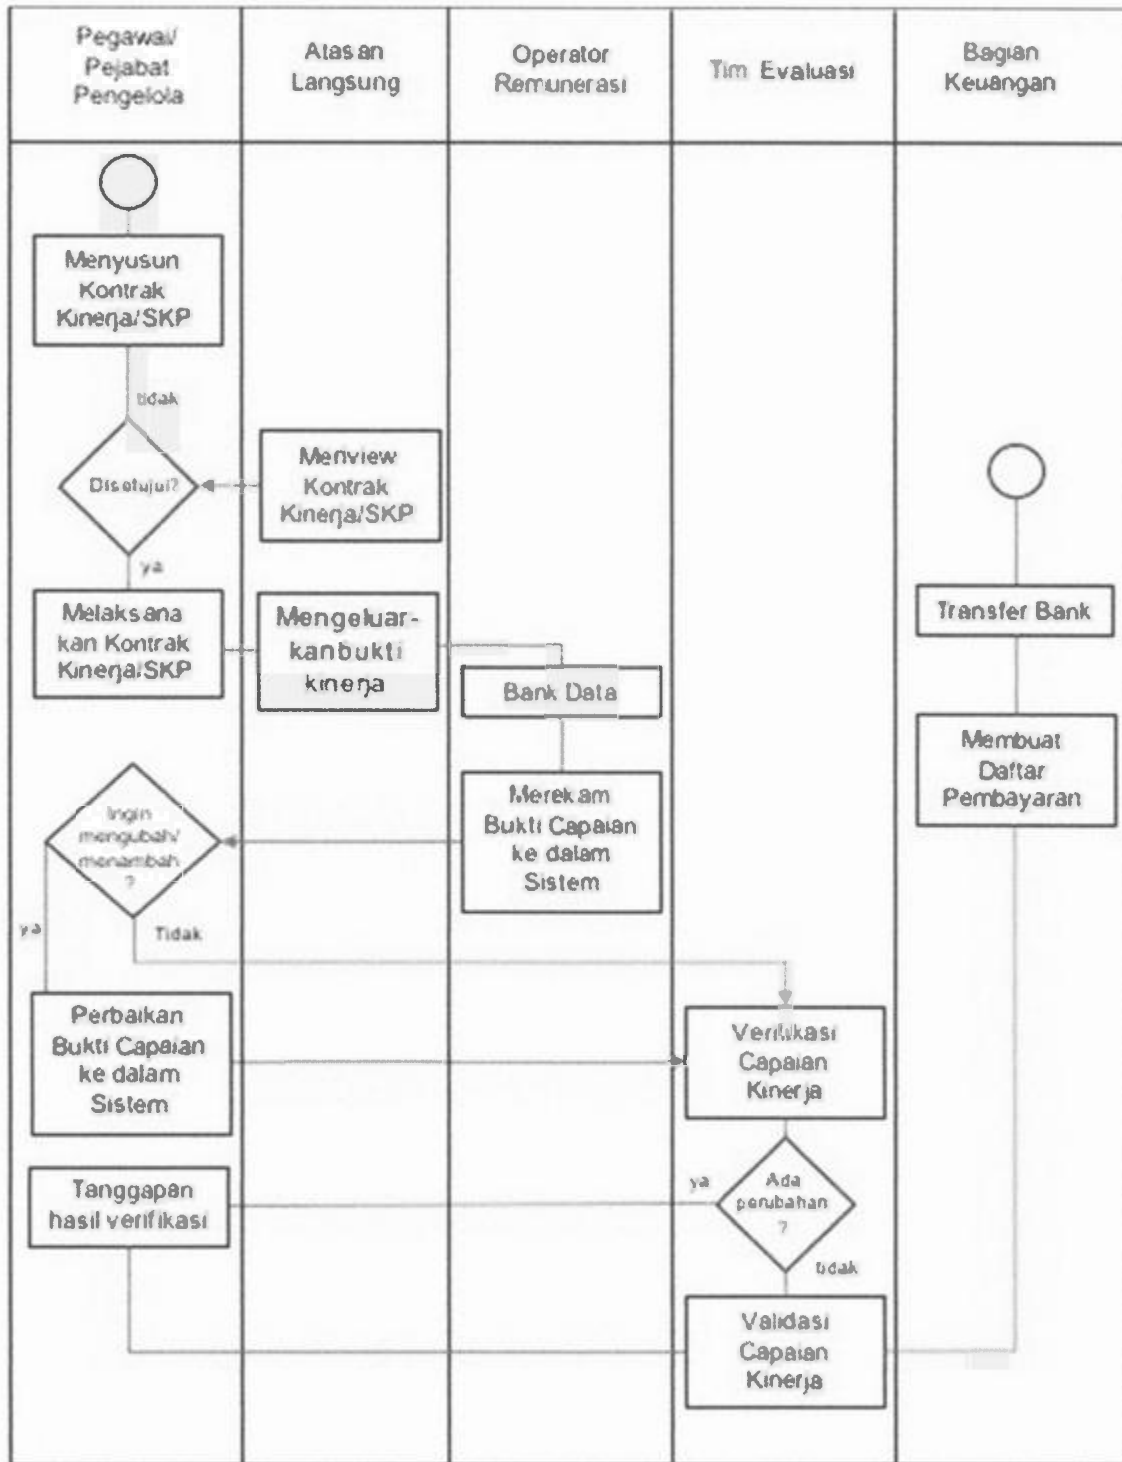 Pegawai/
Pejabat
Pengelola
Atasan
Langsung
Operator
Remunerasi
Tim Evaluasi
Bagian
Keuangan
Menyusun
Kontrak
Kinerja/SKP
tidak
Disetujui?
Meriview
Kontrak
Kinerja/SKP
ya
Melaksana
kan Kontrak
Kinerja/SKP
Mengeluar-
kanbukti
kinerja
Bank Data
Transfer Bank
Membuat
Daftar
Pembayaran
Merekam
Bukti Capaian
ke dalam
Sistem
Ingin
mengubah/
menambah
?
ya
Tidak
Perbaikan
Bukti Capaian
ke dalam
Sistem
Verifikasi
Capaian
Kinerja
Tanggapan
hasil verifikasi
ya
Ada
perubahan
?
tidak
Validasi
Capaian
Kinerja